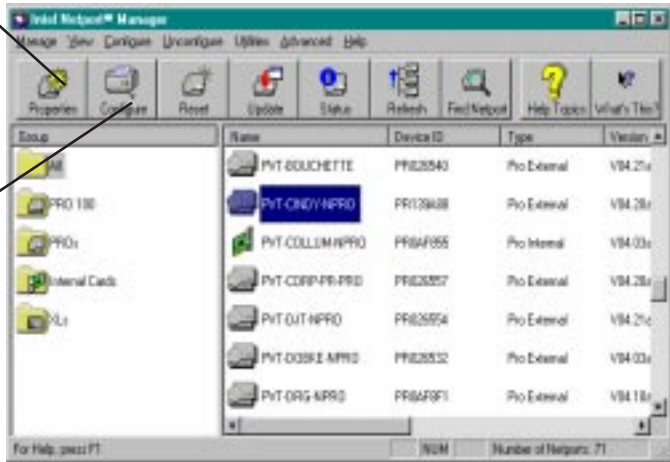 Intel Netport® Manager
Manage View Configure Unconfigure Utilities Advanced Help
Properties Configure Reset Update Status Refresh Find Netport Help Topics What's This?
Group Name Device ID Type Version
All PVT-BOUCHETTE Pro External
PRO 100 PVT-CINDY-NPRO Pro External
PROs PVT-COLLUM-NPRO Pro Internal
Internal Cards PVT-CORP-PR-PRO Pro External
XLs PVT-DJT-NPRO Pro External
PVT-DOBKE-NPRO Pro External
PVT-ORG-NPRO Pro External
For Help, press F1 NUM Number of Netports: 71